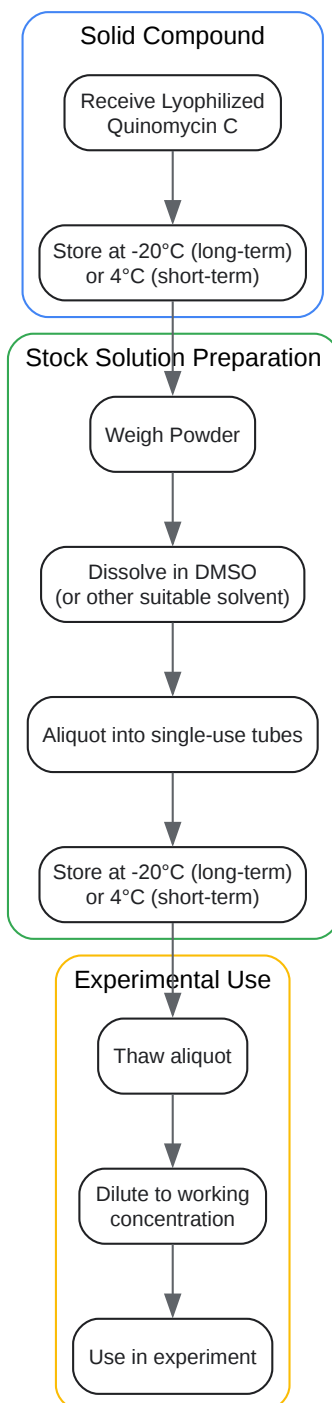 Solid Compound
Receive Lyophilized
Quinomycin C
Store at -20°C (long-term)
or 4°C (short-term)
Stock Solution Preparation
Weigh Powder
Dissolve in DMSO
(or other suitable solvent)
Aliquot into single-use tubes
Store at -20°C (long-term)
or 4°C (short-term)
Experimental Use
Thaw aliquot
Dilute to working
concentration
Use in experiment